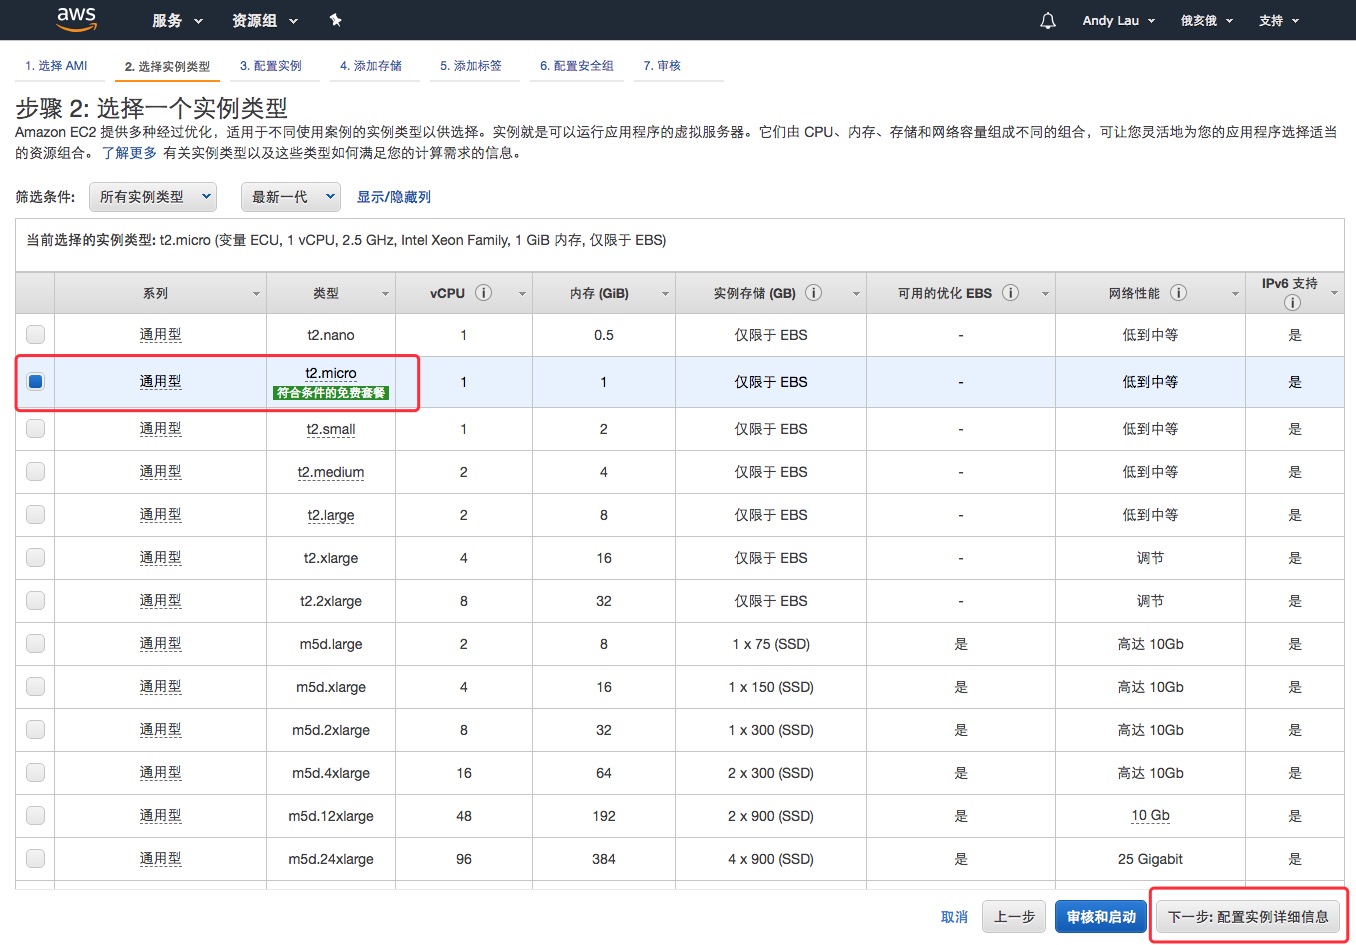 aws 服务 资源组 Andy Lau 俄亥俄 支持
1. 选择 AMI 2. 选择实例类型 3. 配置实例 4. 添加存储 5. 添加标签 6. 配置安全组 7. 审核
步骤 2: 选择一个实例类型
Amazon EC2 提供多种经过优化，适用于不同使用案例的实例类型以供选择。实例就是可以运行应用程序的虚拟服务器。它们由 CPU、内存、存储和网络容量组成不同的组合，可让您灵活地为您的应用程序选择适当
的资源组合。 了解更多 有关实例类型以及这些类型如何满足您的计算需求的信息。
筛选条件: 所有实例类型 最新一代 显示/隐藏列
当前选择的实例类型: t2.micro (变量 ECU, 1 vCPU, 2.5 GHz, Intel Xeon Family, 1 GiB 内存, 仅限于 EBS)
系列 类型 vCPU 内存 (GiB) 实例存储 (GB) 可用的优化 EBS 网络性能 IPv6 支持
通用型 t2.nano 1 0.5 仅限于 EBS - 低到中等 是
通用型 t2.micro 1 1 仅限于 EBS - 低到中等 是
符合条件的免费套餐
通用型 t2.small 1 2 仅限于 EBS - 低到中等 是
通用型 t2.medium 2 4 仅限于 EBS - 低到中等 是
通用型 t2.large 2 8 仅限于 EBS - 低到中等 是
通用型 t2.xlarge 4 16 仅限于 EBS - 调节 是
通用型 t2.2xlarge 8 32 仅限于 EBS - 调节 是
通用型 m5d.large 2 8 1 x 75 (SSD) 是 高达 10Gb 是
通用型 m5d.xlarge 4 16 1 x 150 (SSD) 是 高达 10Gb 是
通用型 m5d.2xlarge 8 32 1 x 300 (SSD) 是 高达 10Gb 是
通用型 m5d.4xlarge 16 64 2 x 300 (SSD) 是 高达 10Gb 是
通用型 m5d.12xlarge 48 192 2 x 900 (SSD) 是 10 Gb 是
通用型 m5d.24xlarge 96 384 4 x 900 (SSD) 是 25 Gigabit 是
取消 上一步 审核和启动 下一步: 配置实例详细信息